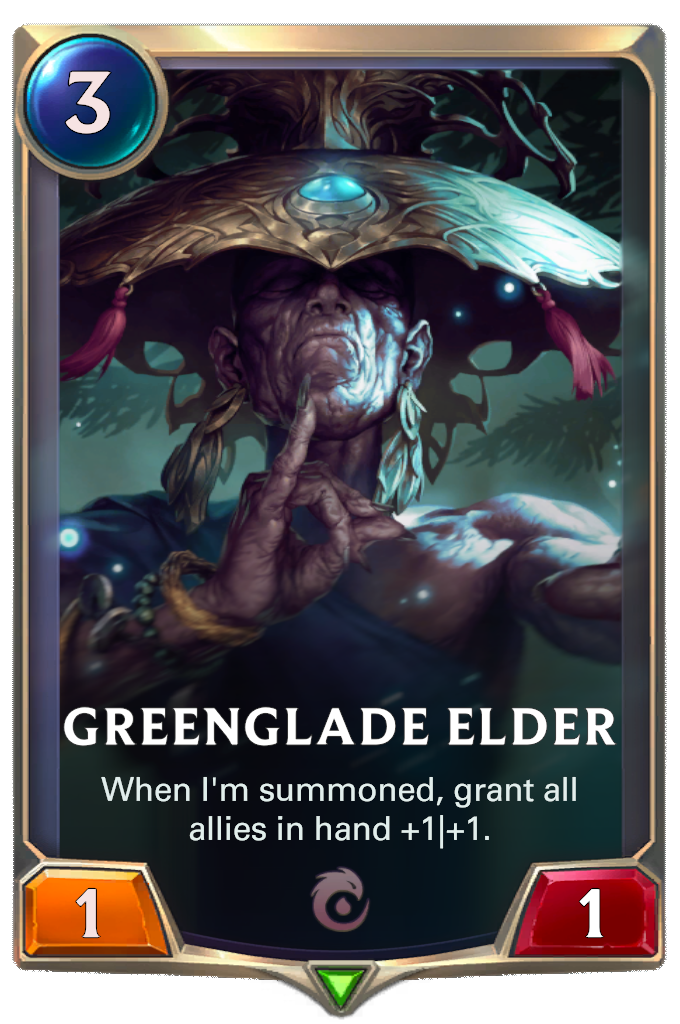 3
GREENGLADE ELDER
When I'm summoned, grant all
allies in hand +1|+1.
1
1